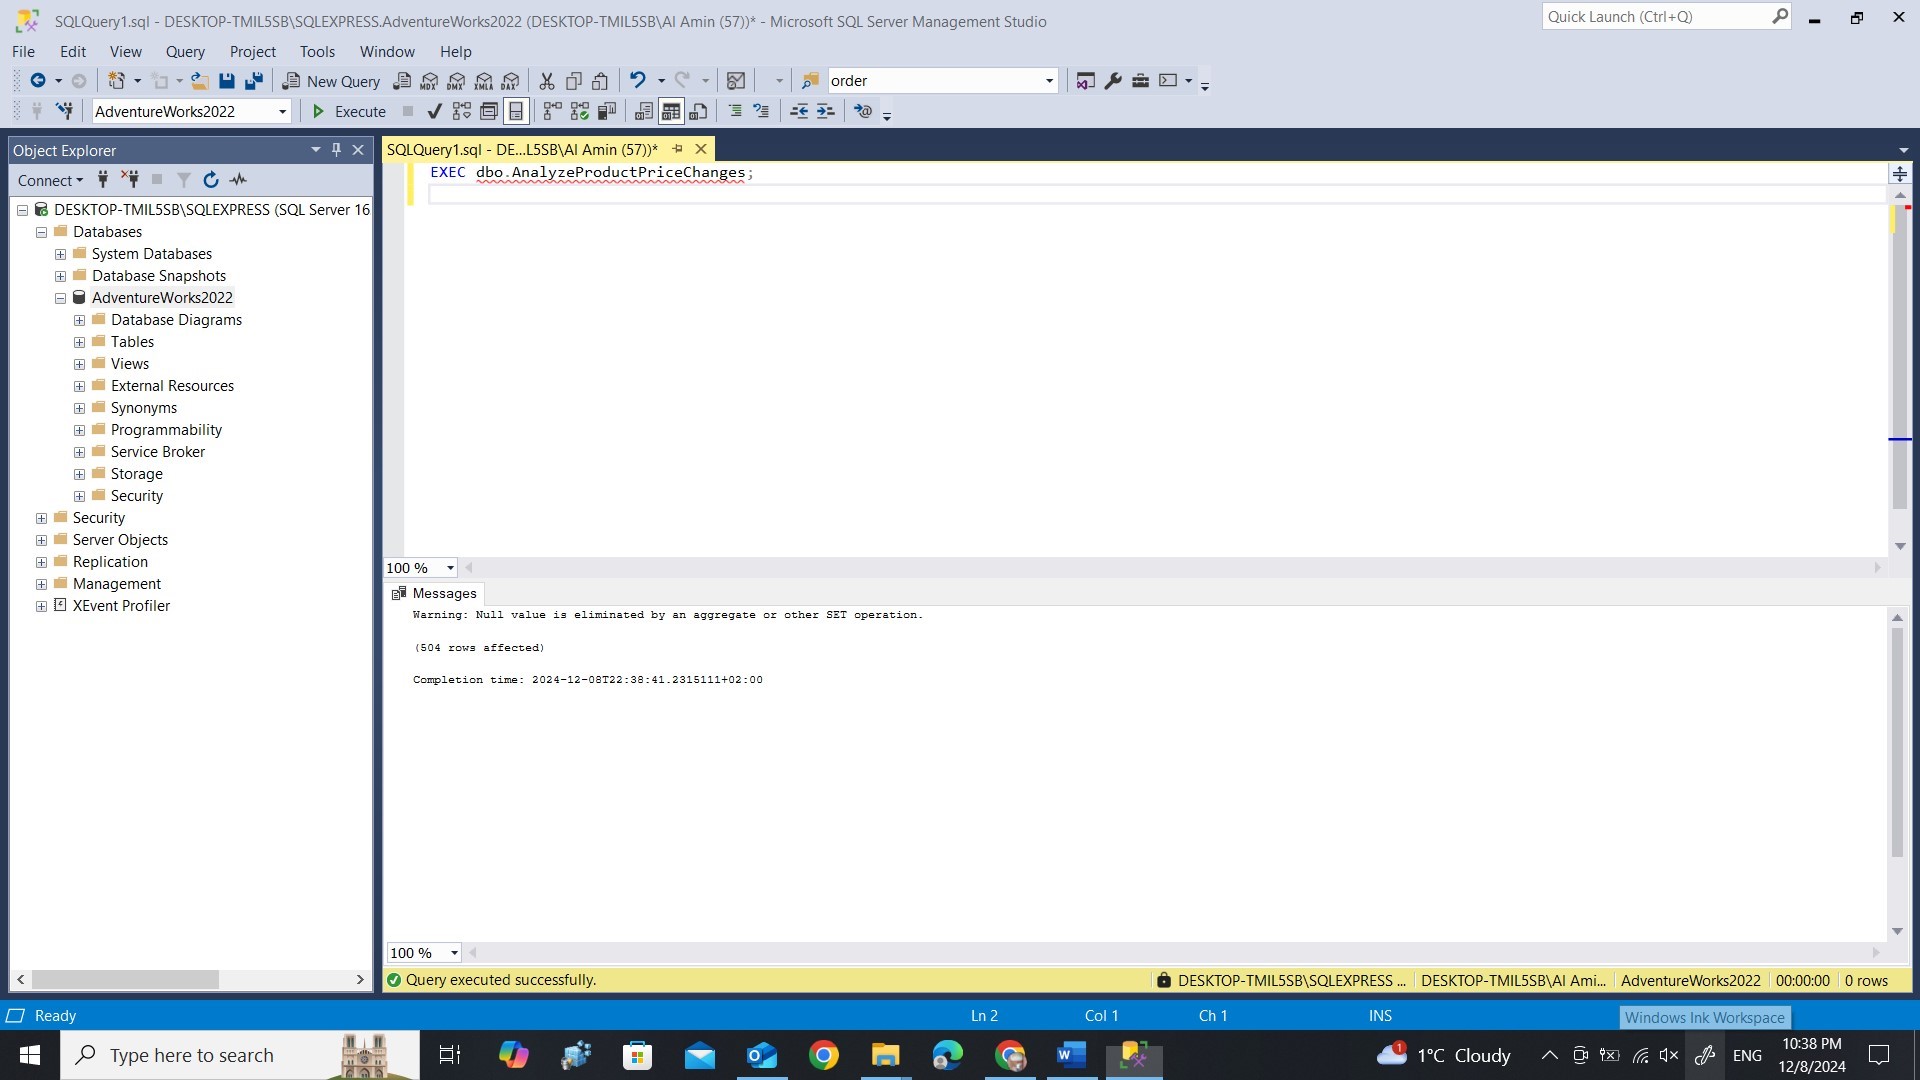 SQLQuery1.sql - DESKTOP-TMIL5SB\SQLEXPRESS.AdventureWorks2022 (DESKTOP-TMIL5SB\Al Amin (57))* - Microsoft SQL Server Management Studio
Quick Launch (Ctrl+Q)
File Edit View Query Project Tools Window Help
New Query
MDX DMX XMLA DAX
order
AdventureWorks2022
Execute
Object Explorer
SQLQuery1.sql - DE...L5SB\Al Amin (57))*
Connect
EXEC dbo.AnalyzeProductPriceChanges;
DESKTOP-TMIL5SB\SQLEXPRESS (SQL Server 16
Databases
System Databases
Database Snapshots
AdventureWorks2022
Database Diagrams
Tables
Views
External Resources
Synonyms
Programmability
Service Broker
Storage
Security
Security
Server Objects
Replication
Management
XEvent Profiler
100 %
Messages
Warning: Null value is eliminated by an aggregate or other SET operation.
(504 rows affected)
Completion time: 2024-12-08T22:38:41.2315111+02:00
100 %
Query executed successfully.
DESKTOP-TMIL5SB\SQLEXPRESS ... DESKTOP-TMIL5SB\Al Ami... AdventureWorks2022 00:00:00 0 rows
Ready
Ln 2 Col 1 Ch 1 INS
Windows Ink Workspace
Type here to search
1
1°C Cloudy
ENG
10:38 PM
12/8/2024